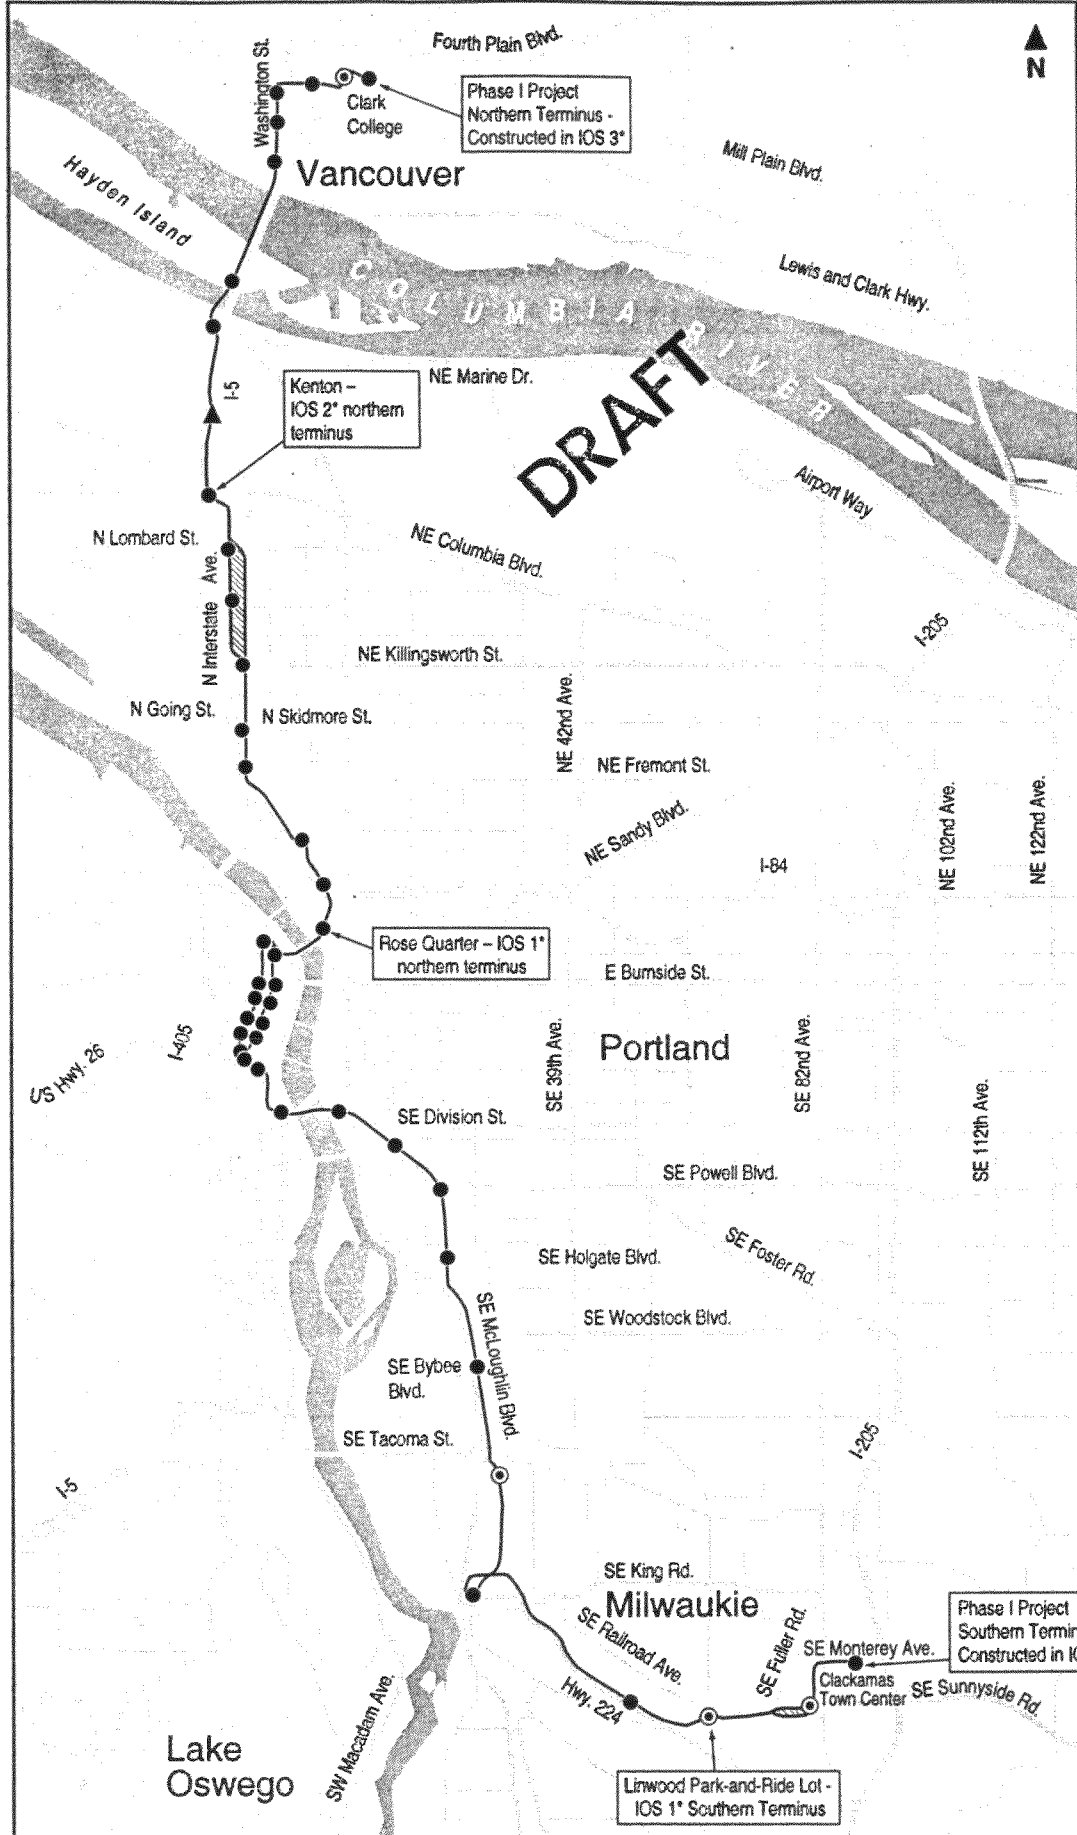 Fourth Plain Blvd.
N
Washington St.
Clark
College
Phase I Project
Northern Terminus -
Constructed in IOS 3*
Mill Plain Blvd.
Hayden Island
Vancouver
Lewis and Clark Hwy.
COLUMBIA RIVER
DRAFT
NE Marine Dr.
I-5
Kenton –
IOS 2* northern
terminus
Airport Way
N Lombard St.
NE Columbia Blvd.
N Interstate Ave.
I-205
NE Killingsworth St.
N Going St.
N Skidmore St.
NE 42nd Ave.
NE Fremont St.
NE Sandy Blvd.
I-84
NE 102nd Ave.
NE 122nd Ave.
Rose Quarter – IOS 1*
northern terminus
E Burnside St.
I-405
US Hwy. 26
SE 39th Ave.
Portland
SE 82nd Ave.
SE 112th Ave.
SE Division St.
SE Powell Blvd.
SE Holgate Blvd.
SE Foster Rd.
SE Woodstock Blvd.
SE McLoughlin Blvd.
SE Bybee
Blvd.
SE Tacoma St.
I-205
I-5
SE King Rd.
Milwaukie
SE Railroad Ave.
SE Fuller Rd.
Phase I Project
Southern Termin
Constructed in I
SE Monterey Ave.
Clackamas
Town Center
SE Sunnyside Rd.
Hwy. 224
SW Macadam Ave.
Lake
Oswego
Linwood Park-and-Ride Lot -
IOS 1* Southern Terminus